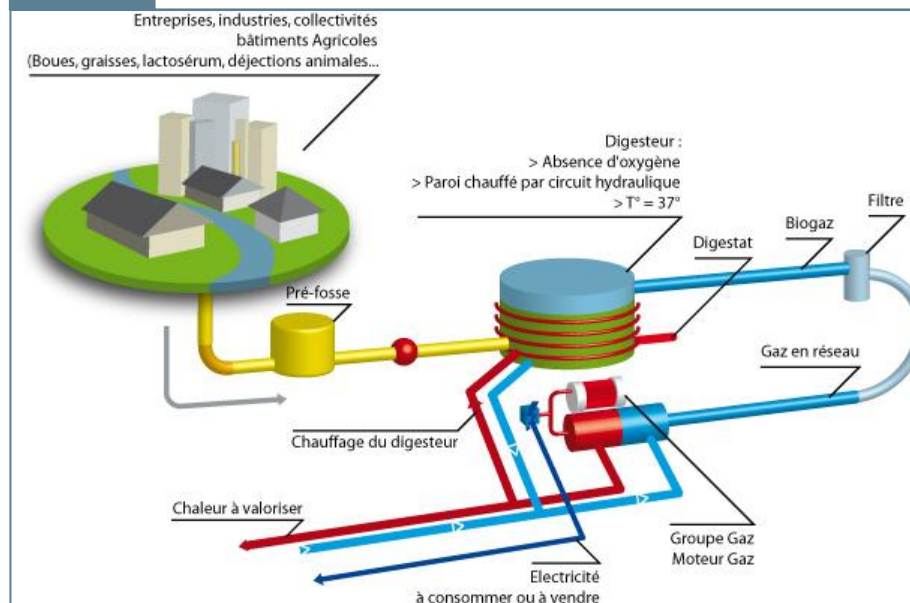 Entreprises, industries, collectivités
bâtiments Agricoles
(Boues, graisses, lactosérum, déjections animales...
Digesteur :
> Absence d'oxygène
> Paroi chauffé par circuit hydraulique
> T° = 37°
Filtre
Biogaz
Digestat
Pré-fosse
Gaz en réseau
Chauffage du digesteur
Chaleur à valoriser
Groupe Gaz
Moteur Gaz
Electricité
à consommer ou à vendre